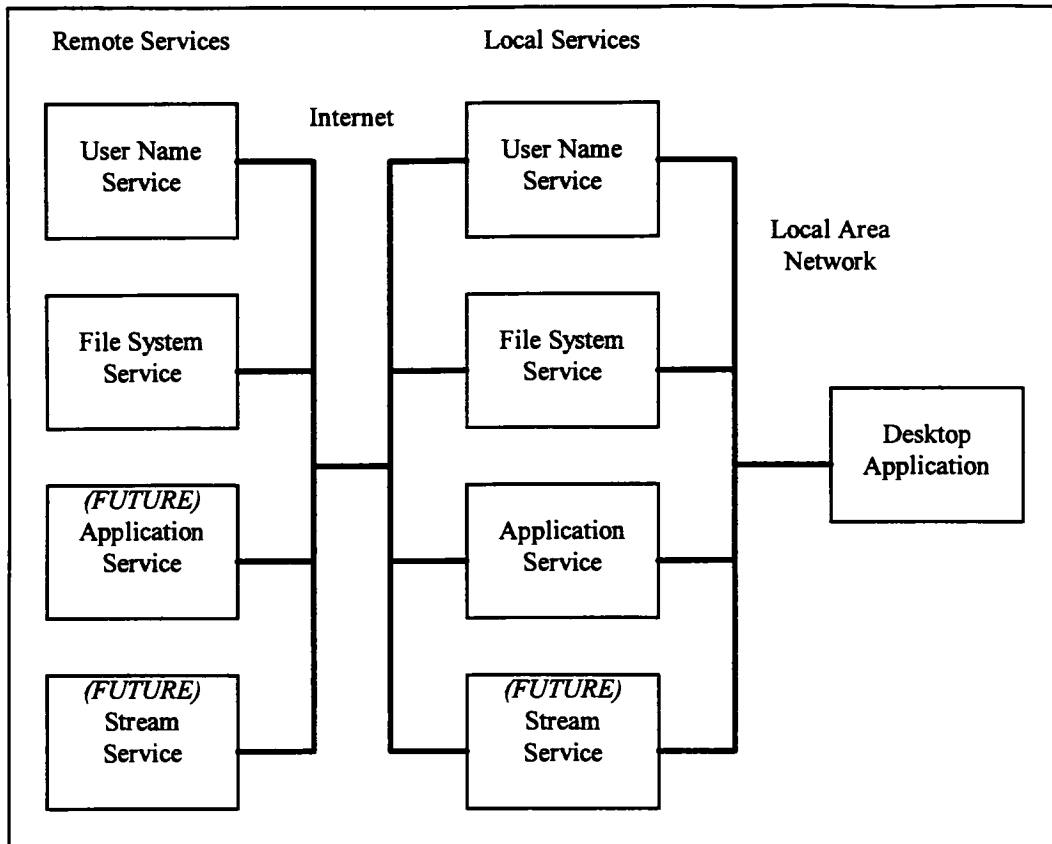 Remote Services
Local Services
Internet
User Name
Service
User Name
Service
Local Area
Network
File System
Service
File System
Service
Desktop
Application
(FUTURE)
Application
Service
Application
Service
(FUTURE)
Stream
Service
(FUTURE)
Stream
Service